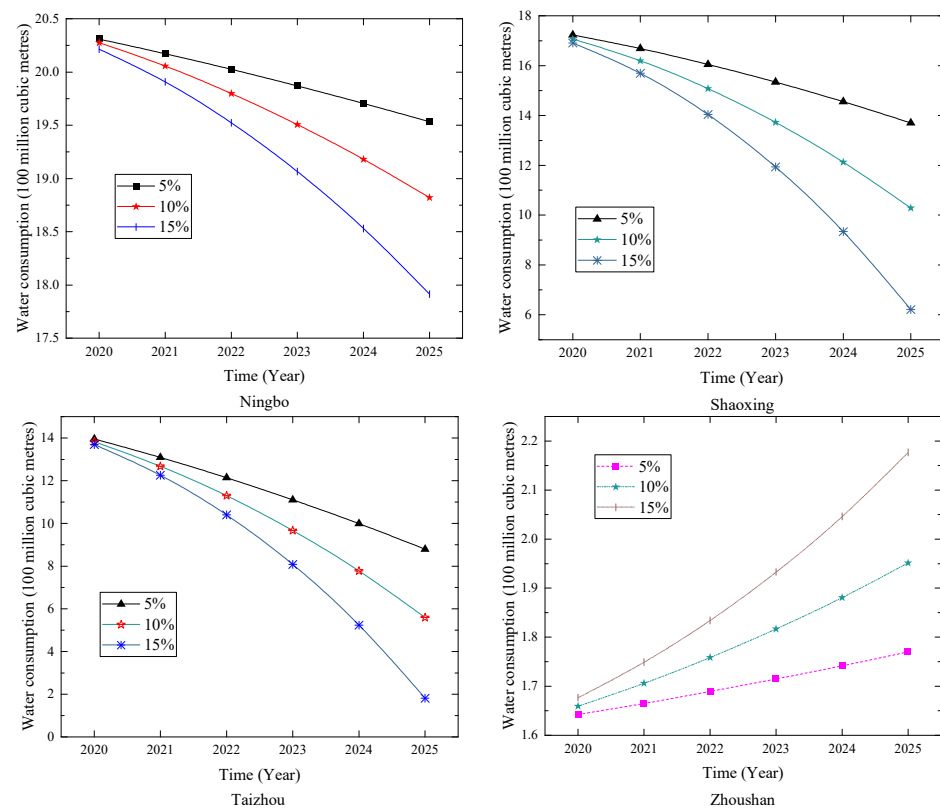 20.5
20.0
19.5
19.0
18.5
18.0
17.5
Water consumption (100 million cubic metres)
5%
10%
15%
2020 2021 2022 2023 2024 2025
Time (Year)
Ningbo
18
16
14
12
10
8
6
Water consumption (100 million cubic metres)
5%
10%
15%
2020 2021 2022 2023 2024 2025
Time (Year)
Shaoxing
14
12
10
8
6
4
2
0
Water consumption (100 million cubic metres)
5%
10%
15%
2020 2021 2022 2023 2024 2025
Time (Year)
Taizhou
2.2
2.1
2.0
1.9
1.8
1.7
1.6
Water consumption (100 million cubic metres)
5%
10%
15%
2020 2021 2022 2023 2024 2025
Time (Year)
Zhoushan